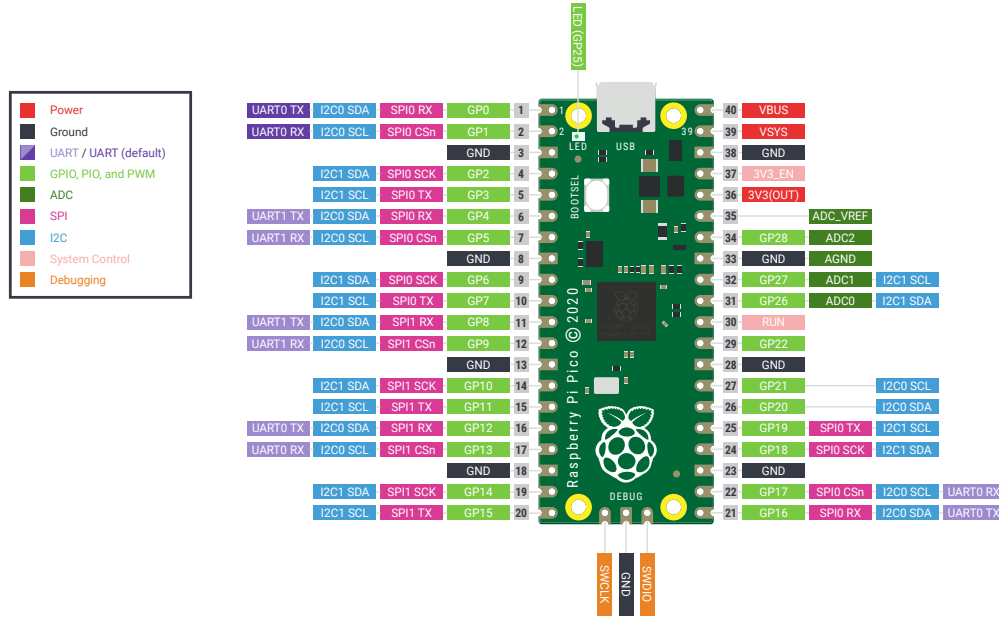 LED (GP25)
Power
Ground
UART / UART (default)
GPIO, PIO, and PWM
ADC
SPI
I2C
System Control
Debugging
UART0 TX I2C0 SDA SPI0 RX GP0 1
UART0 RX I2C0 SCL SPI0 CSn GP1 2
GND 3
I2C1 SDA SPI0 SCK GP2 4
I2C1 SCL SPI0 TX GP3 5
UART1 TX I2C0 SDA SPI0 RX GP4 6
UART1 RX I2C0 SCL SPI0 CSn GP5 7
GND 8
I2C1 SDA SPI0 SCK GP6 9
I2C1 SCL SPI0 TX GP7 10
UART1 TX I2C0 SDA SPI1 RX GP8 11
UART1 RX I2C0 SCL SPI1 CSn GP9 12
GND 13
I2C1 SDA SPI1 SCK GP10 14
I2C1 SCL SPI1 TX GP11 15
UART0 TX I2C0 SDA SPI1 RX GP12 16
UART0 RX I2C0 SCL SPI1 CSn GP13 17
GND 18
I2C1 SDA SPI1 SCK GP14 19
I2C1 SCL SPI1 TX GP15 20
1
2
39
LED
USB
BOOTSEL
Raspberry Pi Pico © 2020
DEBUG
40 VBUS
39 VSYS
38 GND
37 3V3_EN
36 3V3(OUT)
35 ADC_VREF
34 GP28 ADC2
33 GND AGND
32 GP27 ADC1 I2C1 SCL
31 GP26 ADC0 I2C1 SDA
30 RUN
29 GP22
28 GND
27 GP21 I2C0 SCL
26 GP20 I2C0 SDA
25 GP19 SPI0 TX I2C1 SCL
24 GP18 SPI0 SCK I2C1 SDA
23 GND
22 GP17 SPI0 CSn I2C0 SCL UART0 RX
21 GP16 SPI0 RX I2C0 SDA UART0 TX
SWCLK
GND
SWDIO